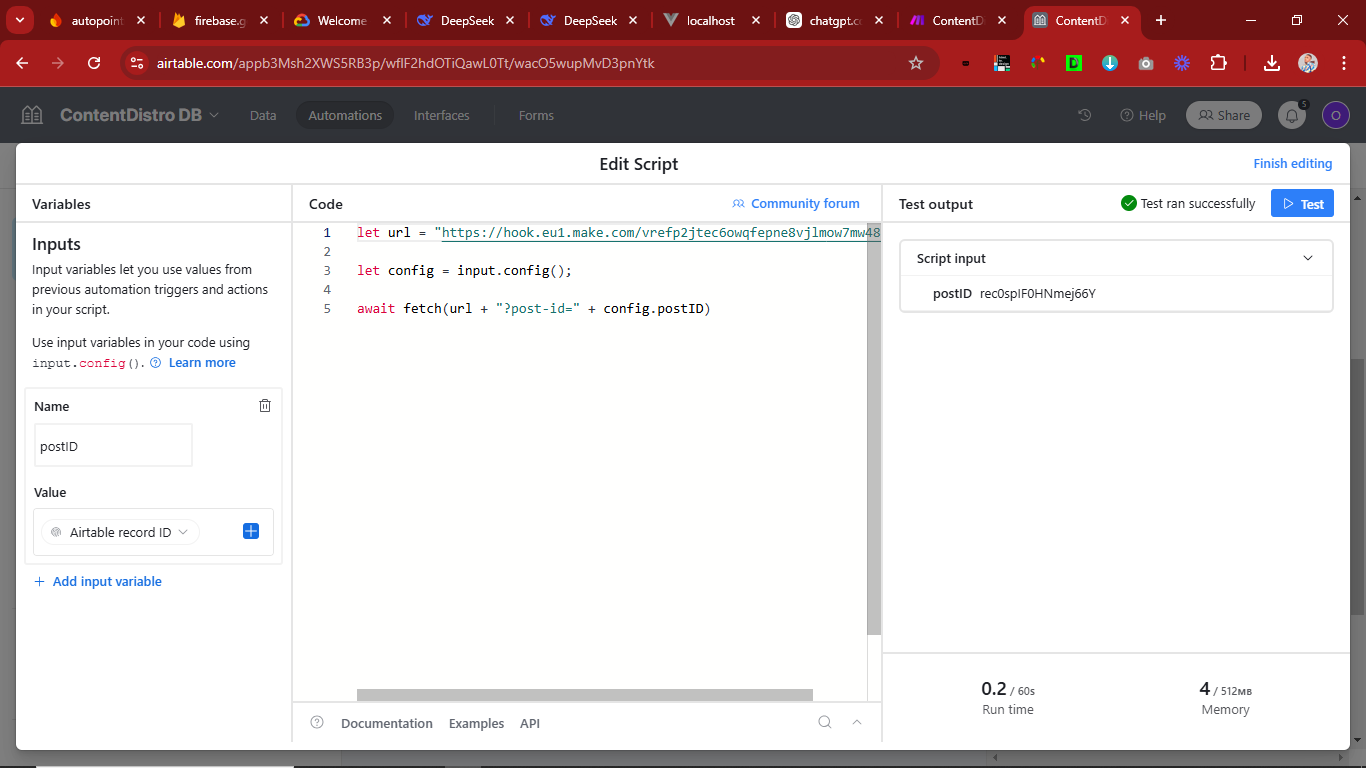 autopoint
firebase.g
Welcome
DeepSeek
DeepSeek
localhost
chatgpt.co
ContentD
ContentD
airtable.com/appb3Msh2XWS5RB3p/wflF2hdOTiQawL0Tt/wacO5wupMvD3pnYtk
ContentDistro DB
Data
Automations
Interfaces
Forms
Help
Share
5
O
Edit Script
Finish editing
Variables
Inputs
Input variables let you use values from
previous automation triggers and actions
in your script.
Use input variables in your code using
input.config(). Learn more
Name
postID
Value
Airtable record ID
Add input variable
Code
Community forum
1 let url = "https://hook.eu1.make.com/vrefp2jtec6owqfepne8vjlmow7mw48
2
3 let config = input.config();
4
5 await fetch(url + "?post-id=" + config.postID)
Documentation
Examples
API
Test output
Test ran successfully
Test
Script input
postID rec0spIF0HNmej66Y
0.2 / 60s
Run time
4 / 512MB
Memory